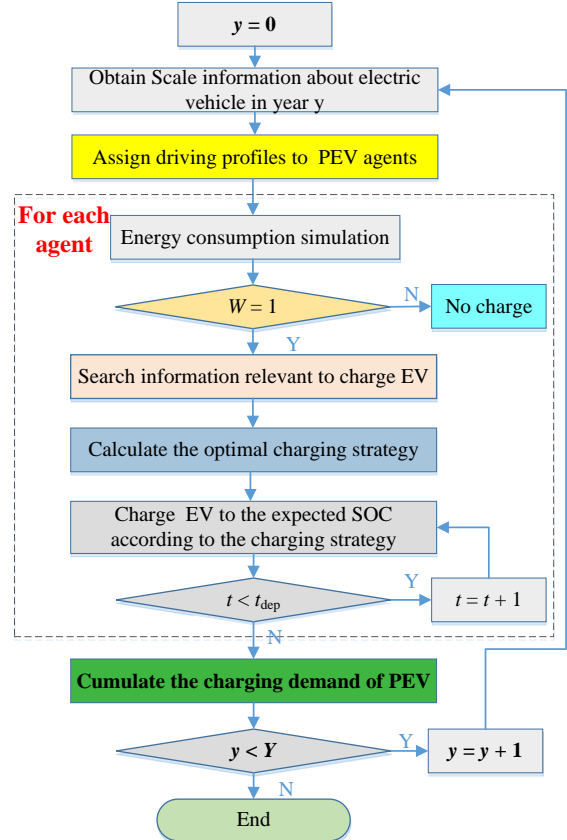 y = 0
Obtain Scale information about electric
vehicle in year y
Assign driving profiles to PEV agents
For each
agent
Energy consumption simulation
W = 1
N
No charge
Y
Search information relevant to charge EV
Calculate the optimal charging strategy
Charge EV to the expected SOC
according to the charging strategy
t < t_dep
Y
t = t + 1
N
Cumulate the charging demand of PEV
y < Y
Y
y = y + 1
N
End